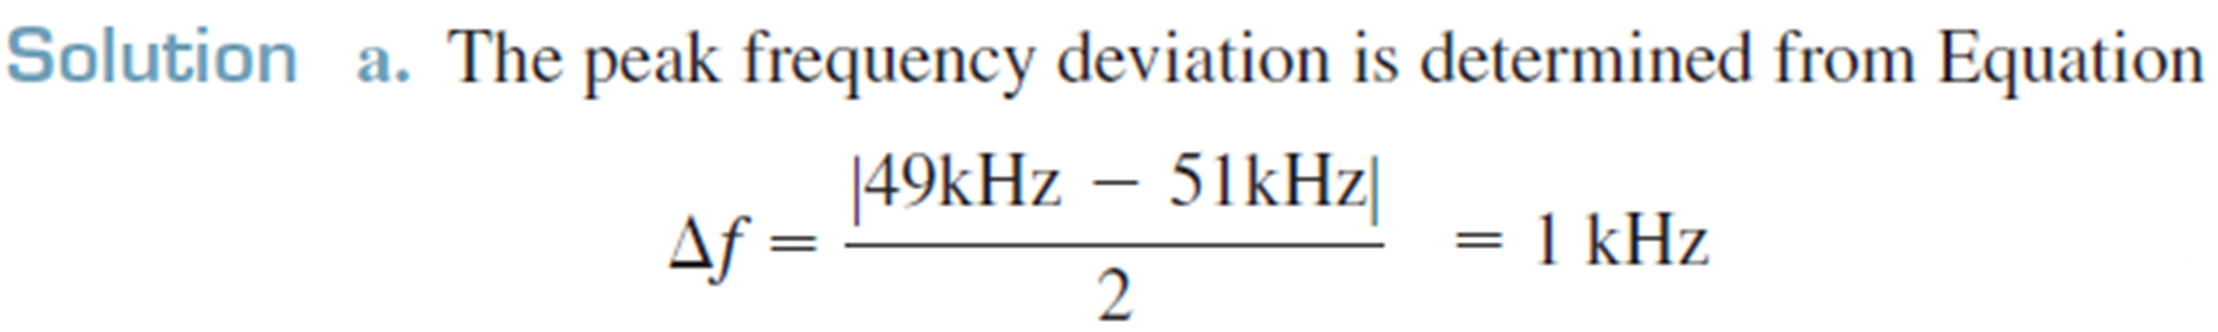 Solution a. The peak frequency deviation is determined from Equation
Δf = |49kHz − 51kHz| / 2 = 1 kHz